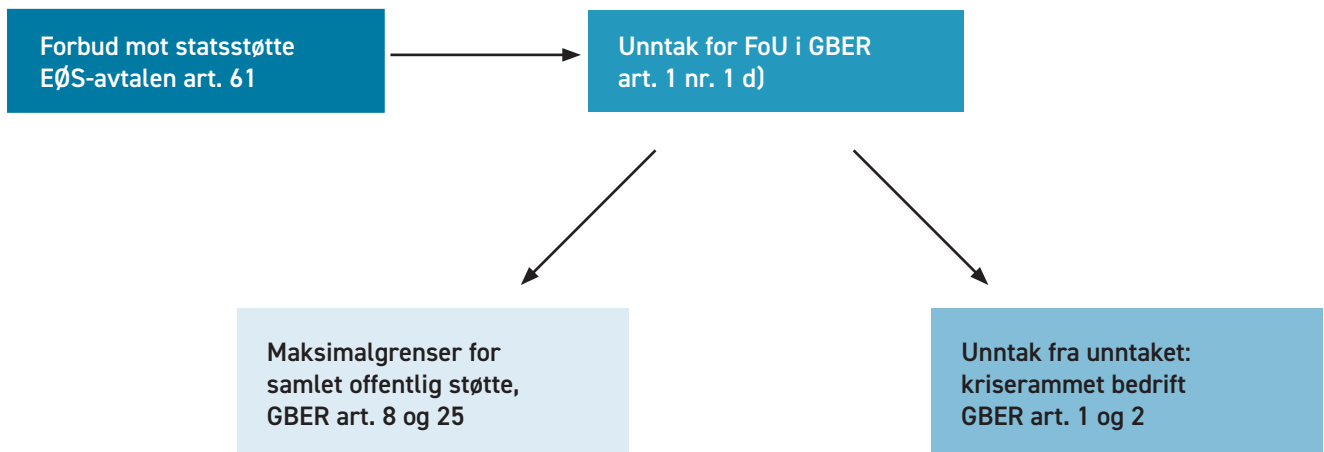 Forbud mot statsstøtte
EØS-avtalen art. 61
Unntak for FoU i GBER
art. 1 nr. 1 d)
Maksimalgrenser for
samlet offentlig støtte,
GBER art. 8 og 25
Unntak fra unntaket:
kriserammet bedrift
GBER art. 1 og 2